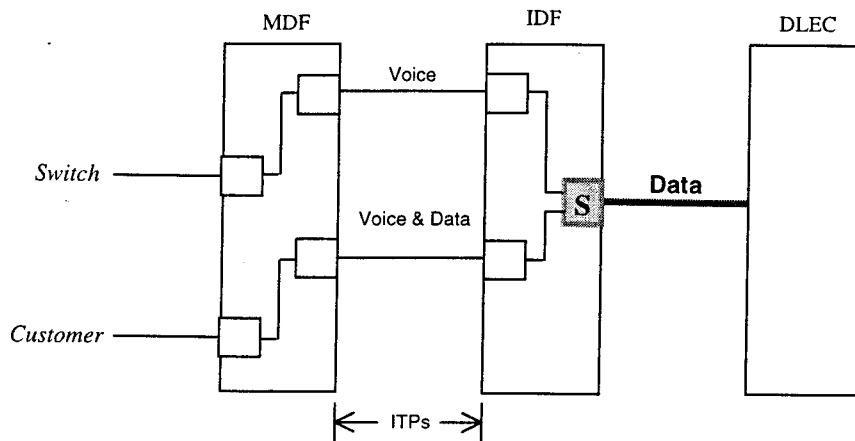 MDF
IDF
DLEC
Voice
Switch
Data
S
Voice & Data
Customer
ITPs